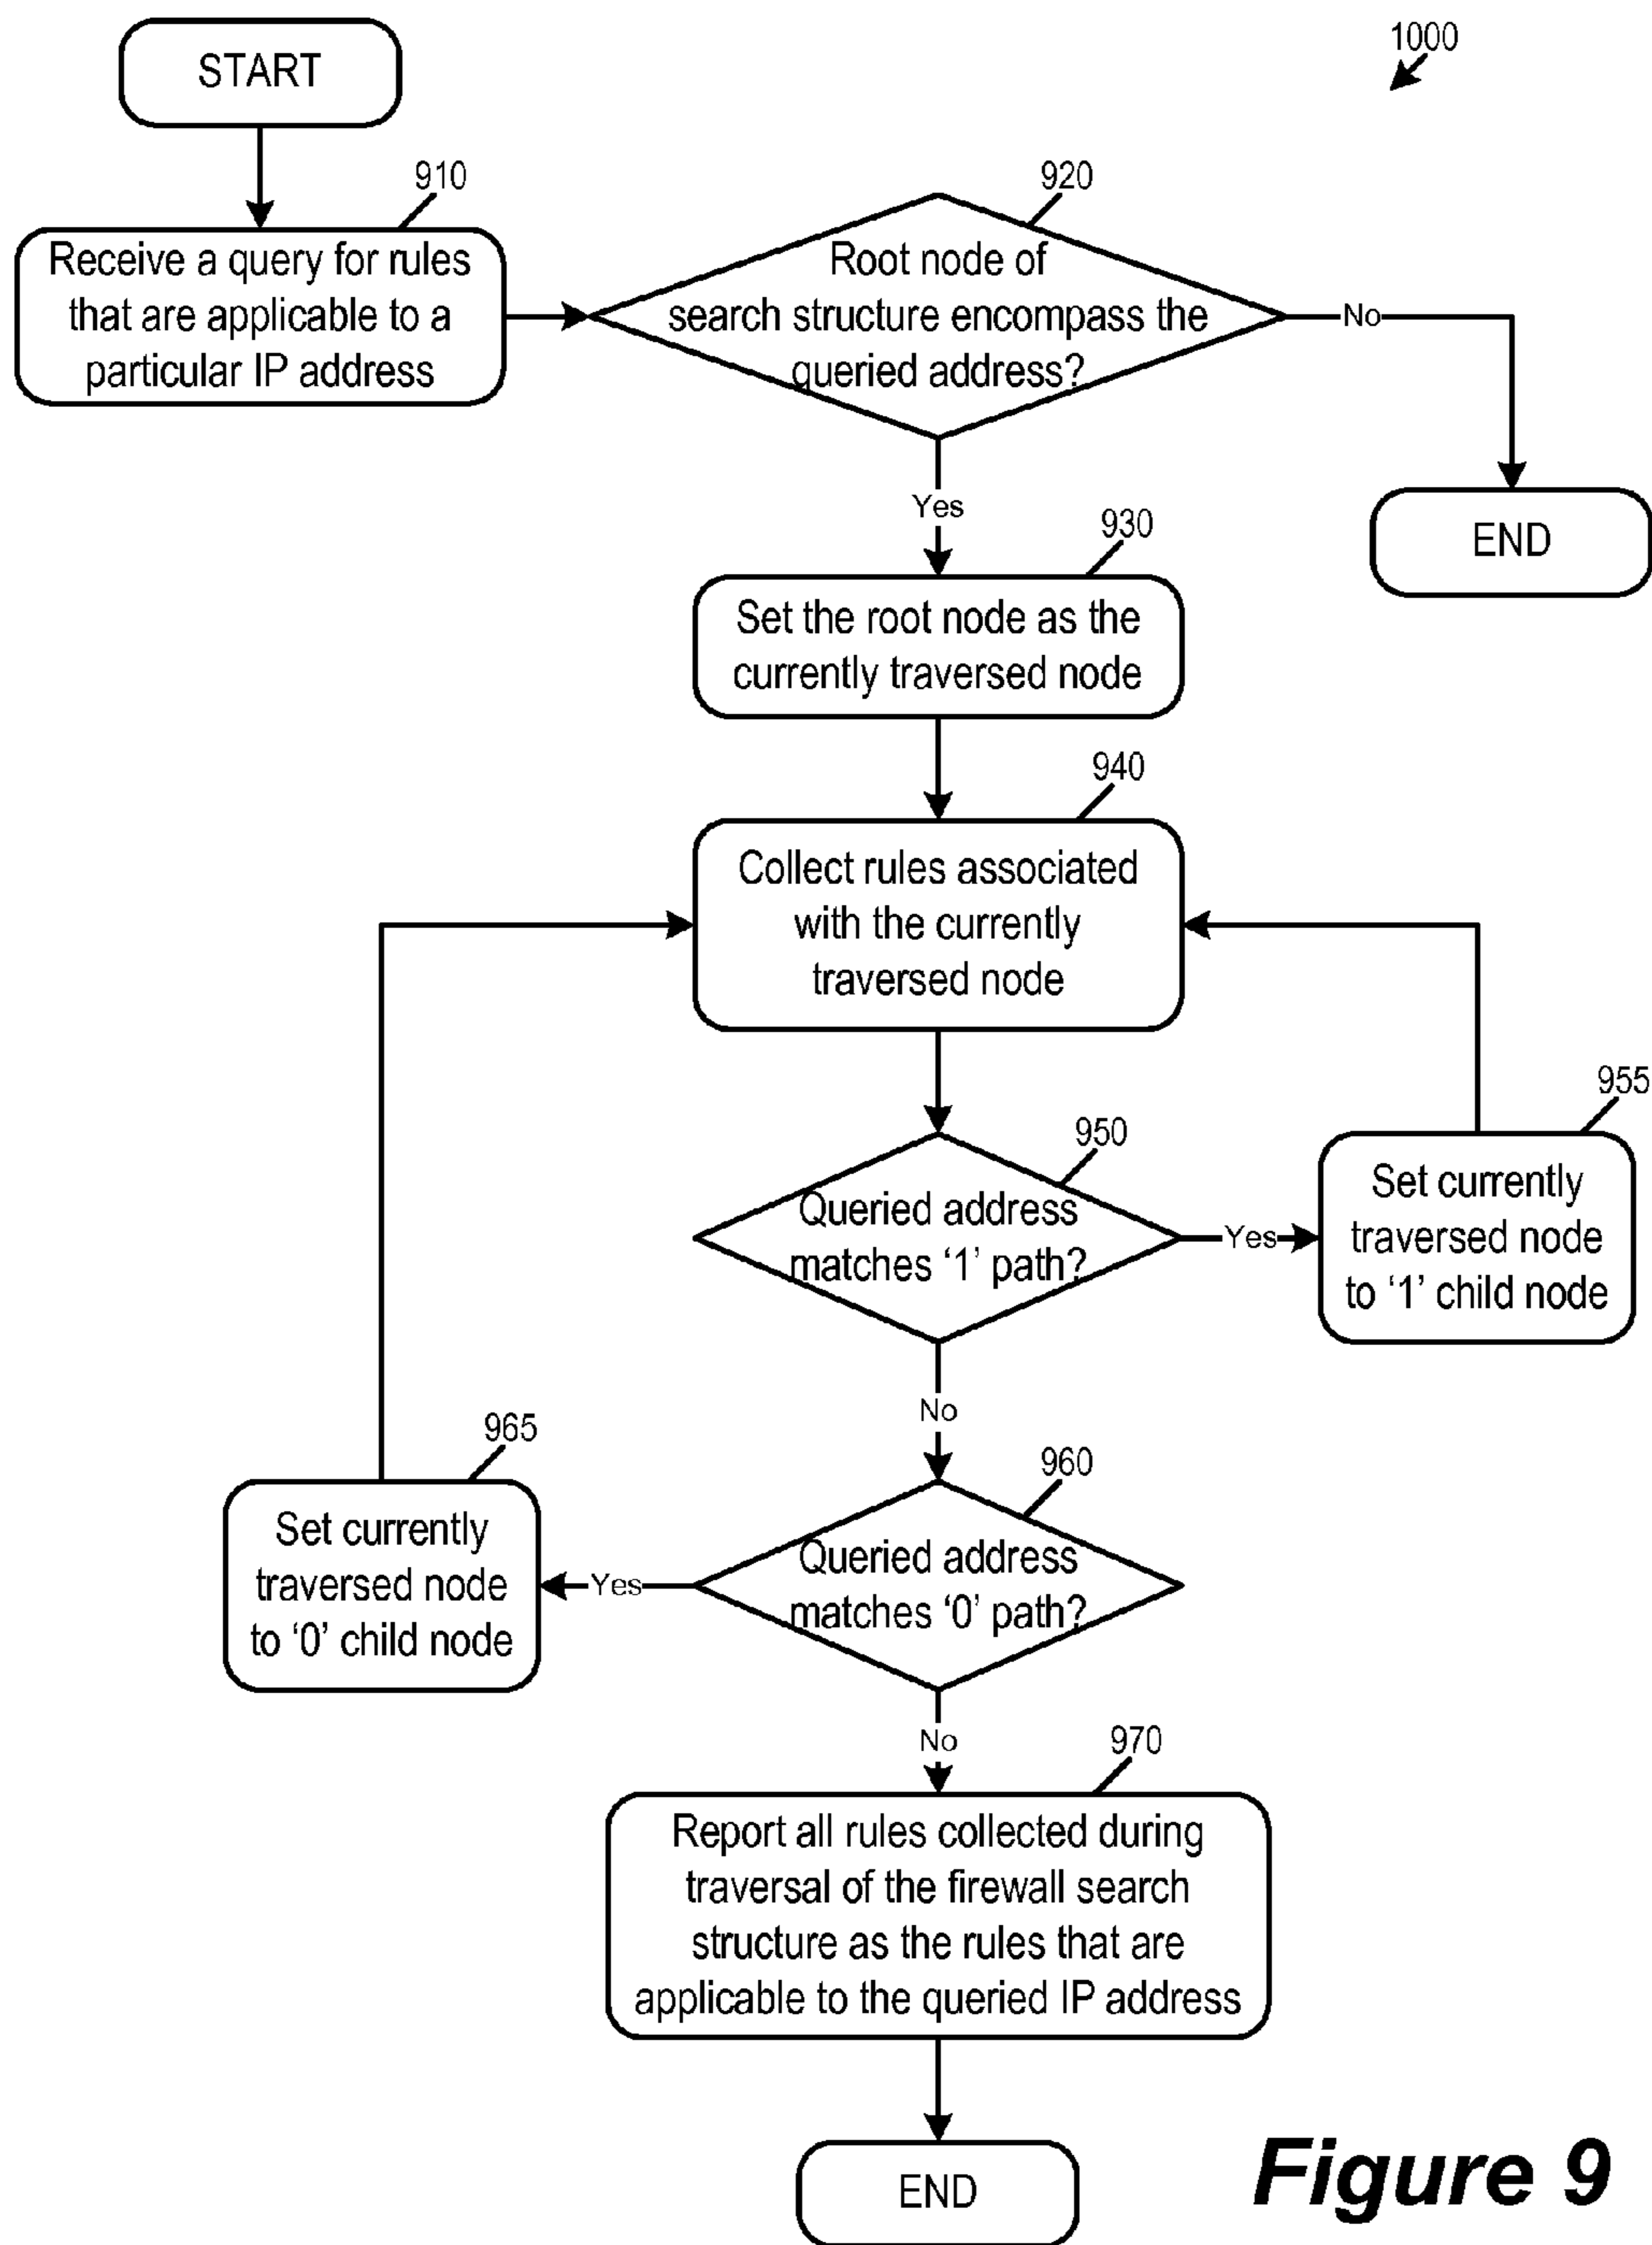 START
1000
910
Receive a query for rules
that are applicable to a
particular IP address
920
Root node of
search structure encompass the
queried address?
No
END
Yes
930
Set the root node as the
currently traversed node
940
Collect rules associated
with the currently
traversed node
950
Queried address
matches ‘1’ path?
Yes
955
Set currently
traversed node
to ‘1’ child node
No
960
Queried address
matches ‘0’ path?
Yes
965
Set currently
traversed node
to ‘0’ child node
No
970
Report all rules collected during
traversal of the firewall search
structure as the rules that are
applicable to the queried IP address
END
Figure 9